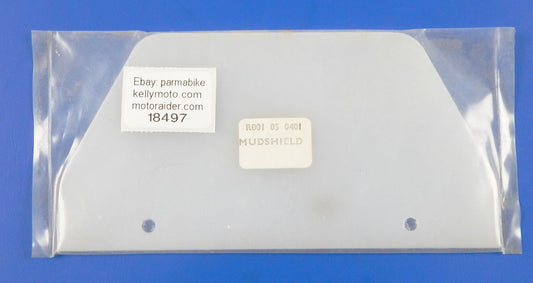 Ebay: parmabike
kellymoto.com
motoraider.com
18497
R001 05 0401
MUDSHIELD